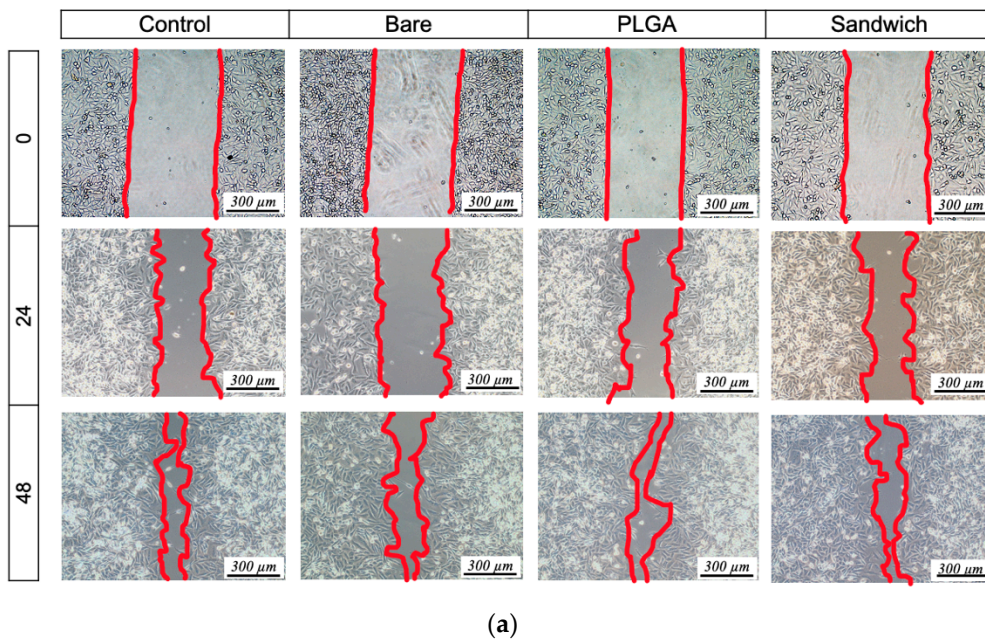 Control Bare PLGA Sandwich
0
300 µm 300 µm 300 µm 300 µm
24
300 µm 300 µm 300 µm 300 µm
48
300 µm 300 µm 300 µm 300 µm
(a)